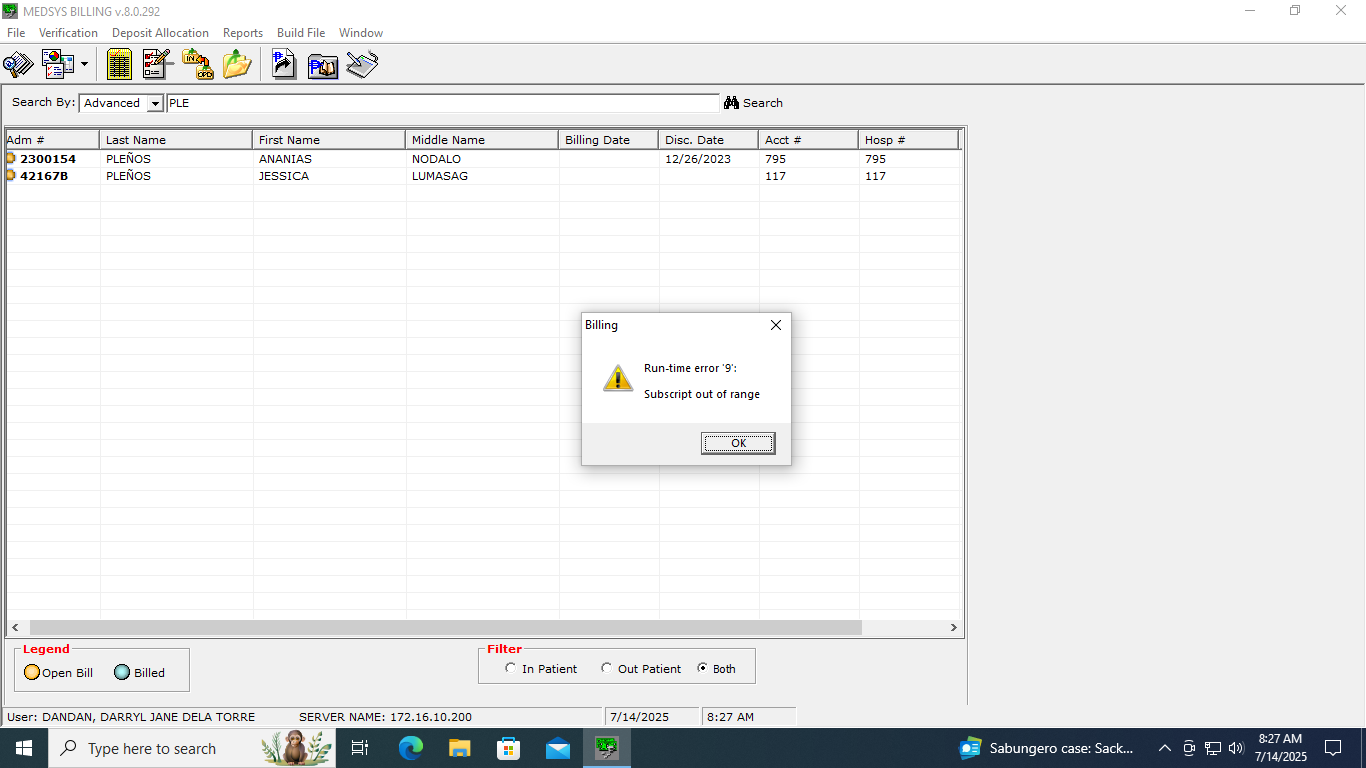 MEDSYS BILLING v.8.0.292
File Verification Deposit Allocation Reports Build File Window
IN
OPD
Search By: Advanced PLE Search
Adm # Last Name First Name Middle Name Billing Date Disc. Date Acct # Hosp #
2300154 PLEÑOS ANANIAS NODALO 12/26/2023 795 795
42167B PLEÑOS JESSICA LUMASAG 117 117
Billing
Run-time error '9':
Subscript out of range
OK
Legend
Open Bill Billed
Filter
In Patient Out Patient Both
User: DANDAN, DARRYL JANE DELA TORRE SERVER NAME: 172.16.10.200 7/14/2025 8:27 AM
Type here to search
Sabungero case: Sack...
8:27 AM
7/14/2025